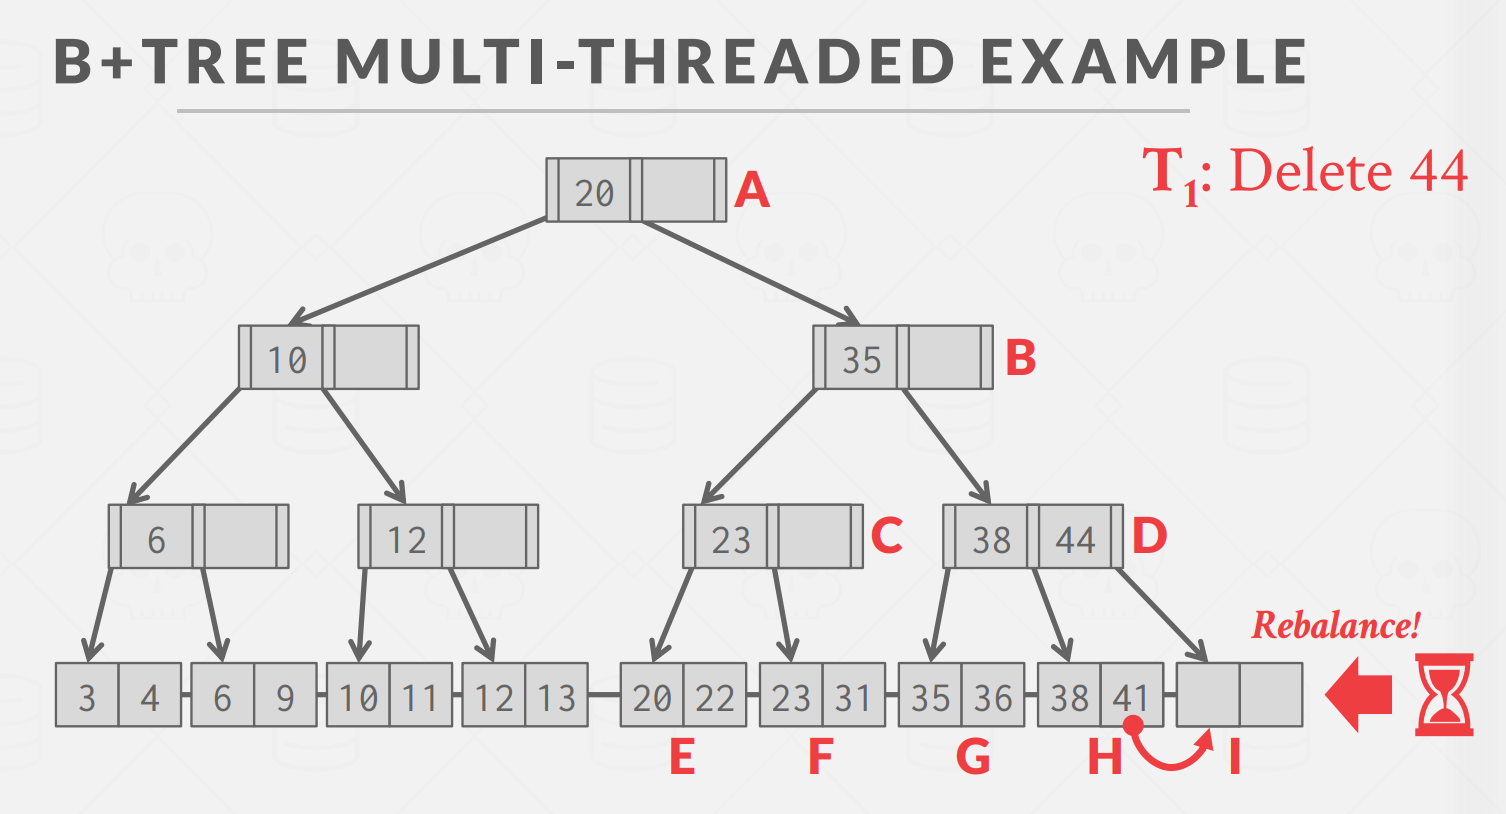 B+TREE MULTI-THREADED EXAMPLE
T1: Delete 44
20 A
10 35 B
6 12 23 C 38 44 D
Rebalance!
3 4 6 9 10 11 12 13 20 22 23 31 35 36 38 41
E F G H I